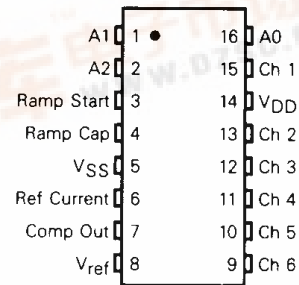 A1 1 16 A0
A2 2 15 Ch 1
Ramp Start 3 14 VDD
Ramp Cap 4 13 Ch 2
VSS 5 12 Ch 3
Ref Current 6 11 Ch 4
Comp Out 7 10 Ch 5
Vref 8 9 Ch 6